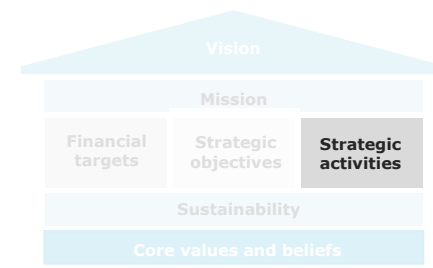 Vision
Mission
Financial
targets
Strategic
objectives
Strategic
activities
Sustainability
Core values and beliefs